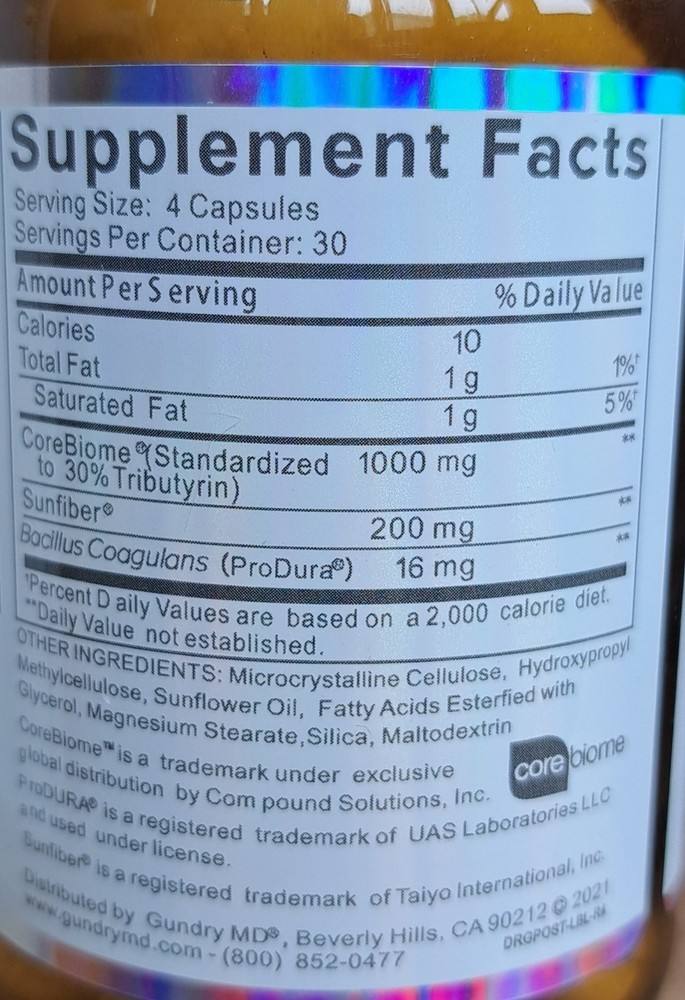 Supplement Facts
Serving Size: 4 Capsules
Servings Per Container: 30
Amount Per Serving % Daily Value
Calories 10
Total Fat 1 g 1%†
Saturated Fat 1 g 5%†
CoreBiome® (Standardized 1000 mg **
to 30% Tributyrin)
Sunfiber® 200 mg **
Bacillus Coagulans (ProDura®) 16 mg **
†Percent Daily Values are based on a 2,000 calorie diet.
**Daily Value not established.
OTHER INGREDIENTS: Microcrystalline Cellulose, Hydroxypropyl
Methylcellulose, Sunflower Oil, Fatty Acids Esterfied with
Glycerol, Magnesium Stearate, Silica, Maltodextrin
CoreBiome™ is a trademark under exclusive
global distribution by Compound Solutions, Inc.
core biome
ProDURA® is a registered trademark of UAS Laboratories LLC
and used under license.
Sunfiber® is a registered trademark of Taiyo International, Inc.
Distributed by Gundry MD®, Beverly Hills, CA 90212 © 2021
www.gundrymd.com - (800) 852-0477
DRGPOST-LBL-R4